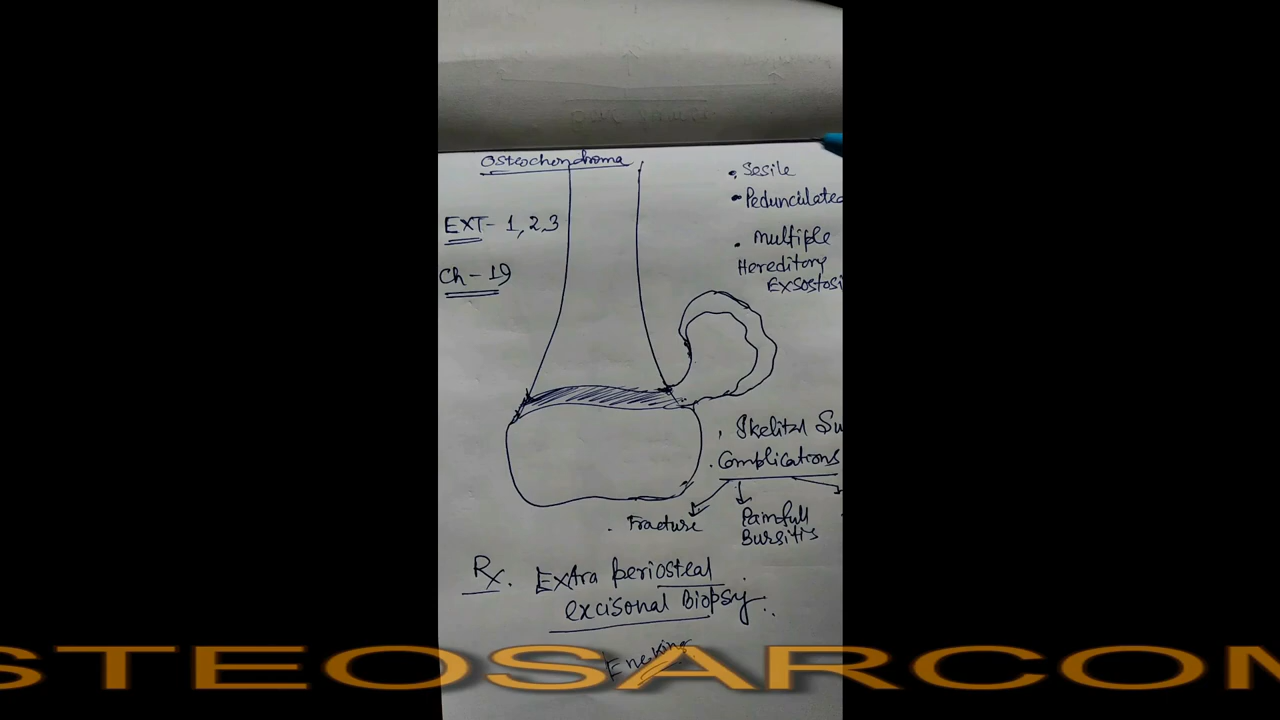 Osteochondroma
EXT- 1, 2, 3
Ch - 19
Sesile
Pedunculated
Multiple
Hereditory
Exsostosi
Skelital Su
Complications
Fracture
Painfull
Bursitis
Rx. Extra periosteal
excisonal Biopsy
Eneking
STEOSARCOM